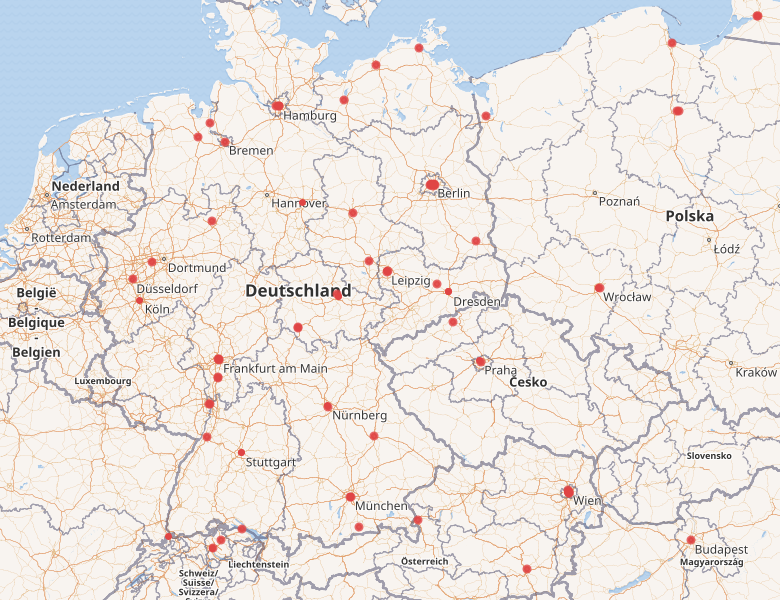 Hamburg
Bremen
Nederland
Amsterdam
Berlin
Hannover
Poznań
Polska
Rotterdam
Łódź
Dortmund
Leipzig
Düsseldorf
Deutschland
België
-
Belgique
-
Belgien
Wrocław
Dresden
Köln
Frankfurt am Main
Praha
Kraków
Luxembourg
Česko
Nürnberg
Stuttgart
Slovensko
München
Wien
Budapest
Magyarország
Liechtenstein
Österreich
Schweiz/
Suisse/
Svizzera/